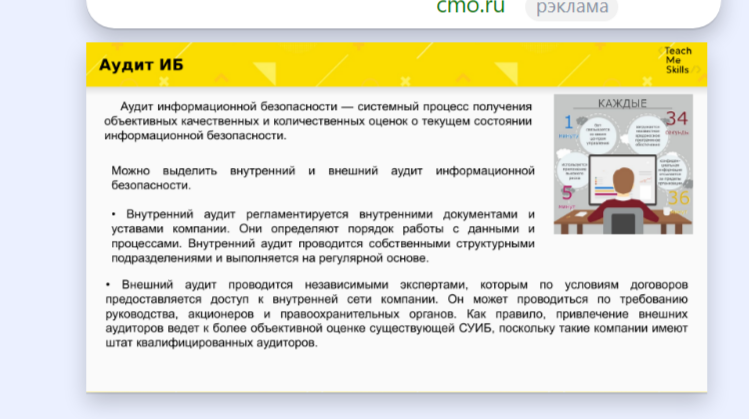 cmo.ru
рэклама
Аудит ИБ
Teach
Me
Skills
Аудит информационной безопасности — системный процесс получения
объективных качественных и количественных оценок о текущем состоянии
информационной безопасности.
КАЖДЫЕ
1
34
5
36
Можно выделить внутренний и внешний аудит информационной
безопасности.
• Внутренний аудит регламентируется внутренними документами и
уставами компании. Они определяют порядок работы с данными и
процессами. Внутренний аудит проводится собственными структурными
подразделениями и выполняется на регулярной основе.
• Внешний аудит проводится независимыми экспертами, которым по условиям договоров
предоставляется доступ к внутренней сети компании. Он может проводиться по требованию
руководства, акционеров и правоохранительных органов. Как правило, привлечение внешних
аудиторов ведет к более объективной оценке существующей СУИБ, поскольку такие компании имеют
штат квалифицированных аудиторов.